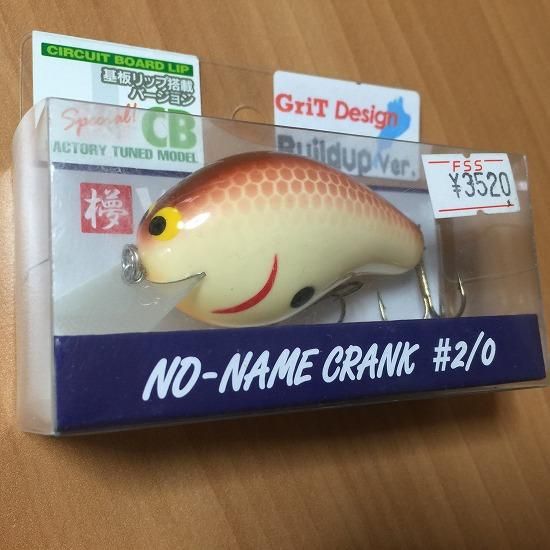 CIRCUIT BOARD LIP
基板リップ搭載
バージョン
Special!
CB
ACTORY TUNED MODEL
GriT Design
Buildup Ver.
FSS
¥3520
NO-NAME CRANK #2/0